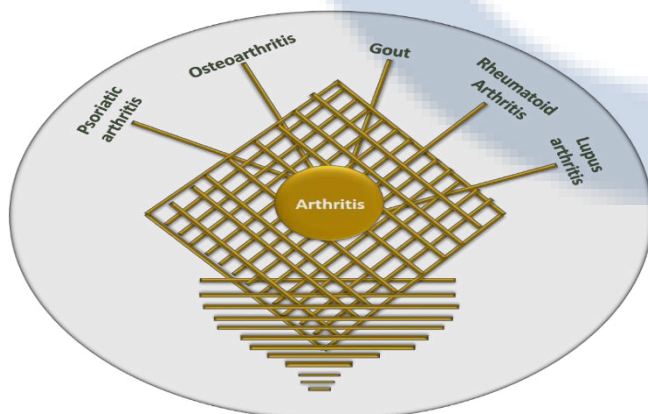 Psoriatic
arthritis
Osteoarthritis
Gout
Rheumatoid
Arthritis
Lupus
arthritis
Arthritis